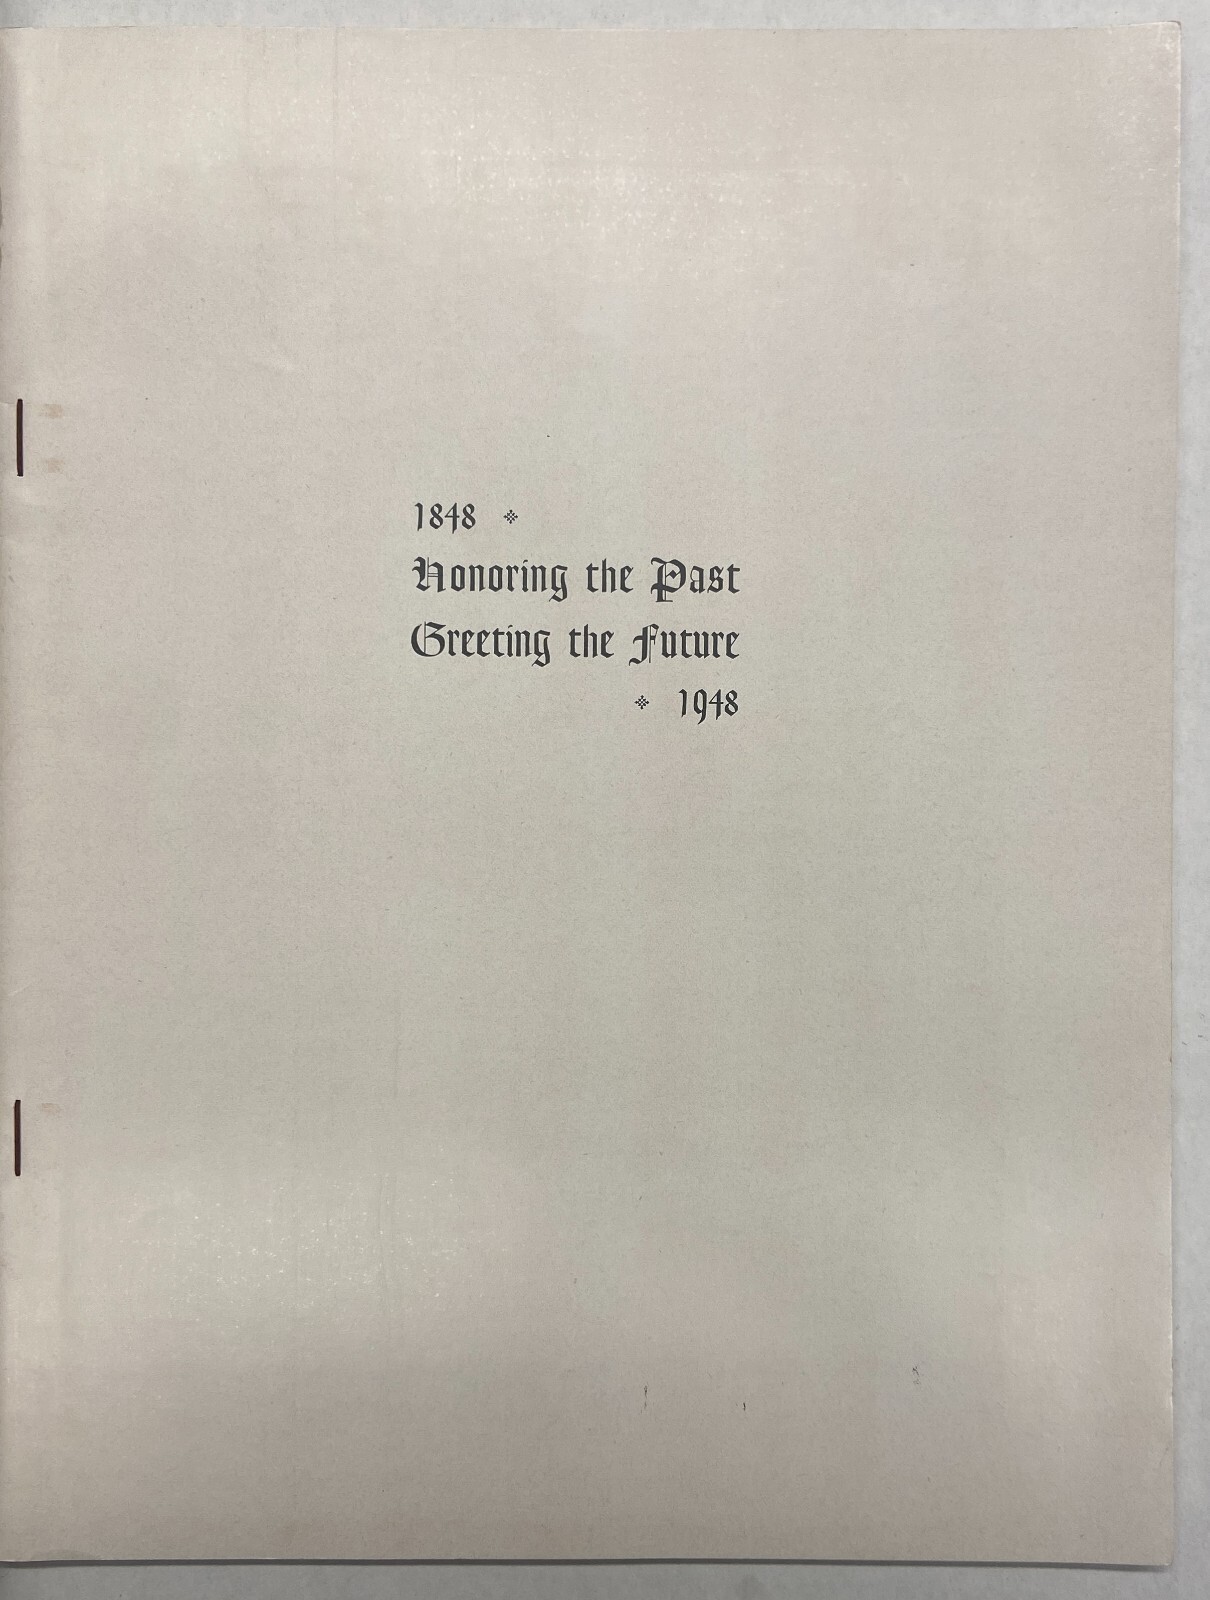 1848
Honoring the Past
Greeting the Future
1948